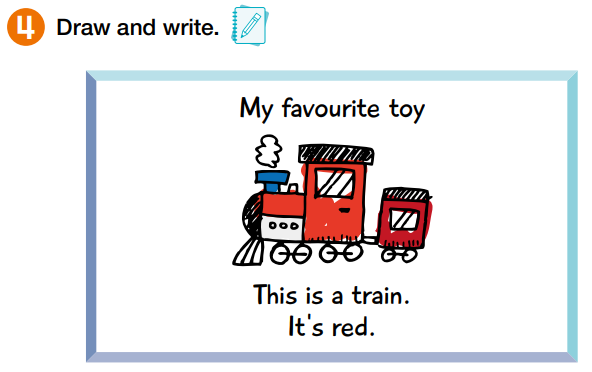 4 Draw and write.
My favourite toy
This is a train.
It's red.